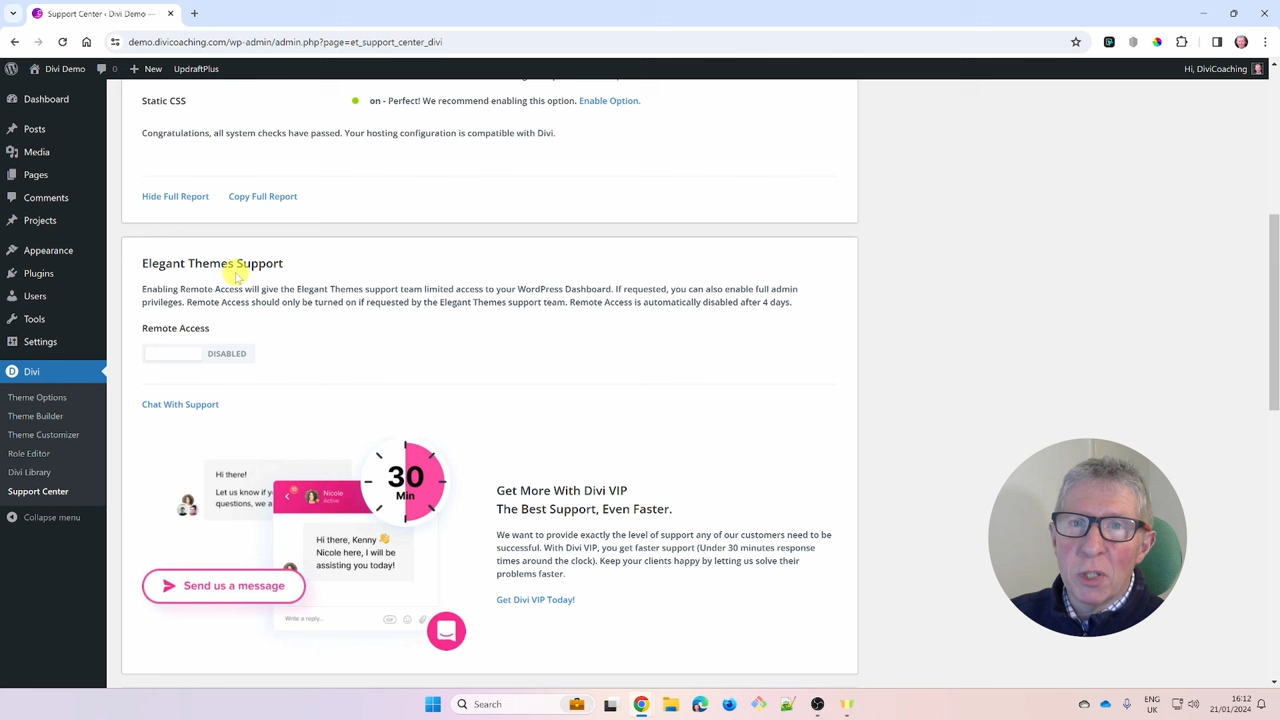 Support Center ‹ Divi Demo —
demo.divicoaching.com/wp-admin/admin.php?page=et_support_center_divi
Divi Demo
0
New
UpdraftPlus
Hi, DiviCoaching
Dashboard
Posts
Media
Pages
Comments
Projects
Appearance
Plugins
Users
Tools
Settings
Divi
Theme Options
Theme Builder
Theme Customizer
Role Editor
Divi Library
Support Center
Collapse menu
Static CSS
on - Perfect! We recommend enabling this option. Enable Option.
Congratulations, all system checks have passed. Your hosting configuration is compatible with Divi.
Hide Full Report
Copy Full Report
Elegant Themes Support
Enabling Remote Access will give the Elegant Themes support team limited access to your WordPress Dashboard. If requested, you can also enable full admin
privileges. Remote Access should only be turned on if requested by the Elegant Themes support team. Remote Access is automatically disabled after 4 days.
Remote Access
DISABLED
Chat With Support
Hi there!
Let us know if y
questions, we a
Nicole
Active
30
Min
Hi there, Kenny 👋
Nicole here, I will be
assisting you today!
Send us a message
Write a reply...
GIF
Get More With Divi VIP
The Best Support, Even Faster.
We want to provide exactly the level of support any of our customers need to be
successful. With Divi VIP, you get faster support (Under 30 minutes response
times around the clock). Keep your clients happy by letting us solve their
problems faster.
Get Divi VIP Today!
Search
ENG
UK
16:12
21/01/2024